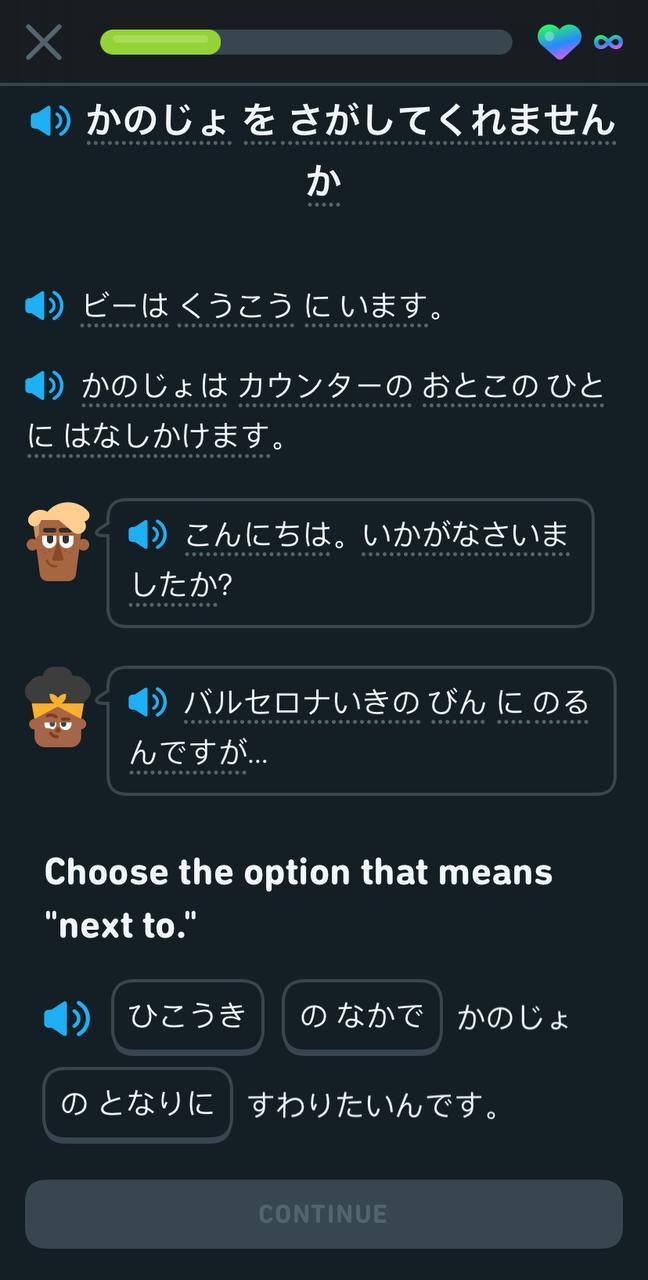 かのじょ を さがしてくれません
か
ビーは くうこう に います。
かのじょは カウンターの おとこの ひと
に はなしかけます。
こんにちは。いかがなさいま
したか?
バルセロナいきの びん に のる
んですが...
Choose the option that means
"next to."
ひこうき の なかで かのじょ
の となりに すわりたいんです。
CONTINUE